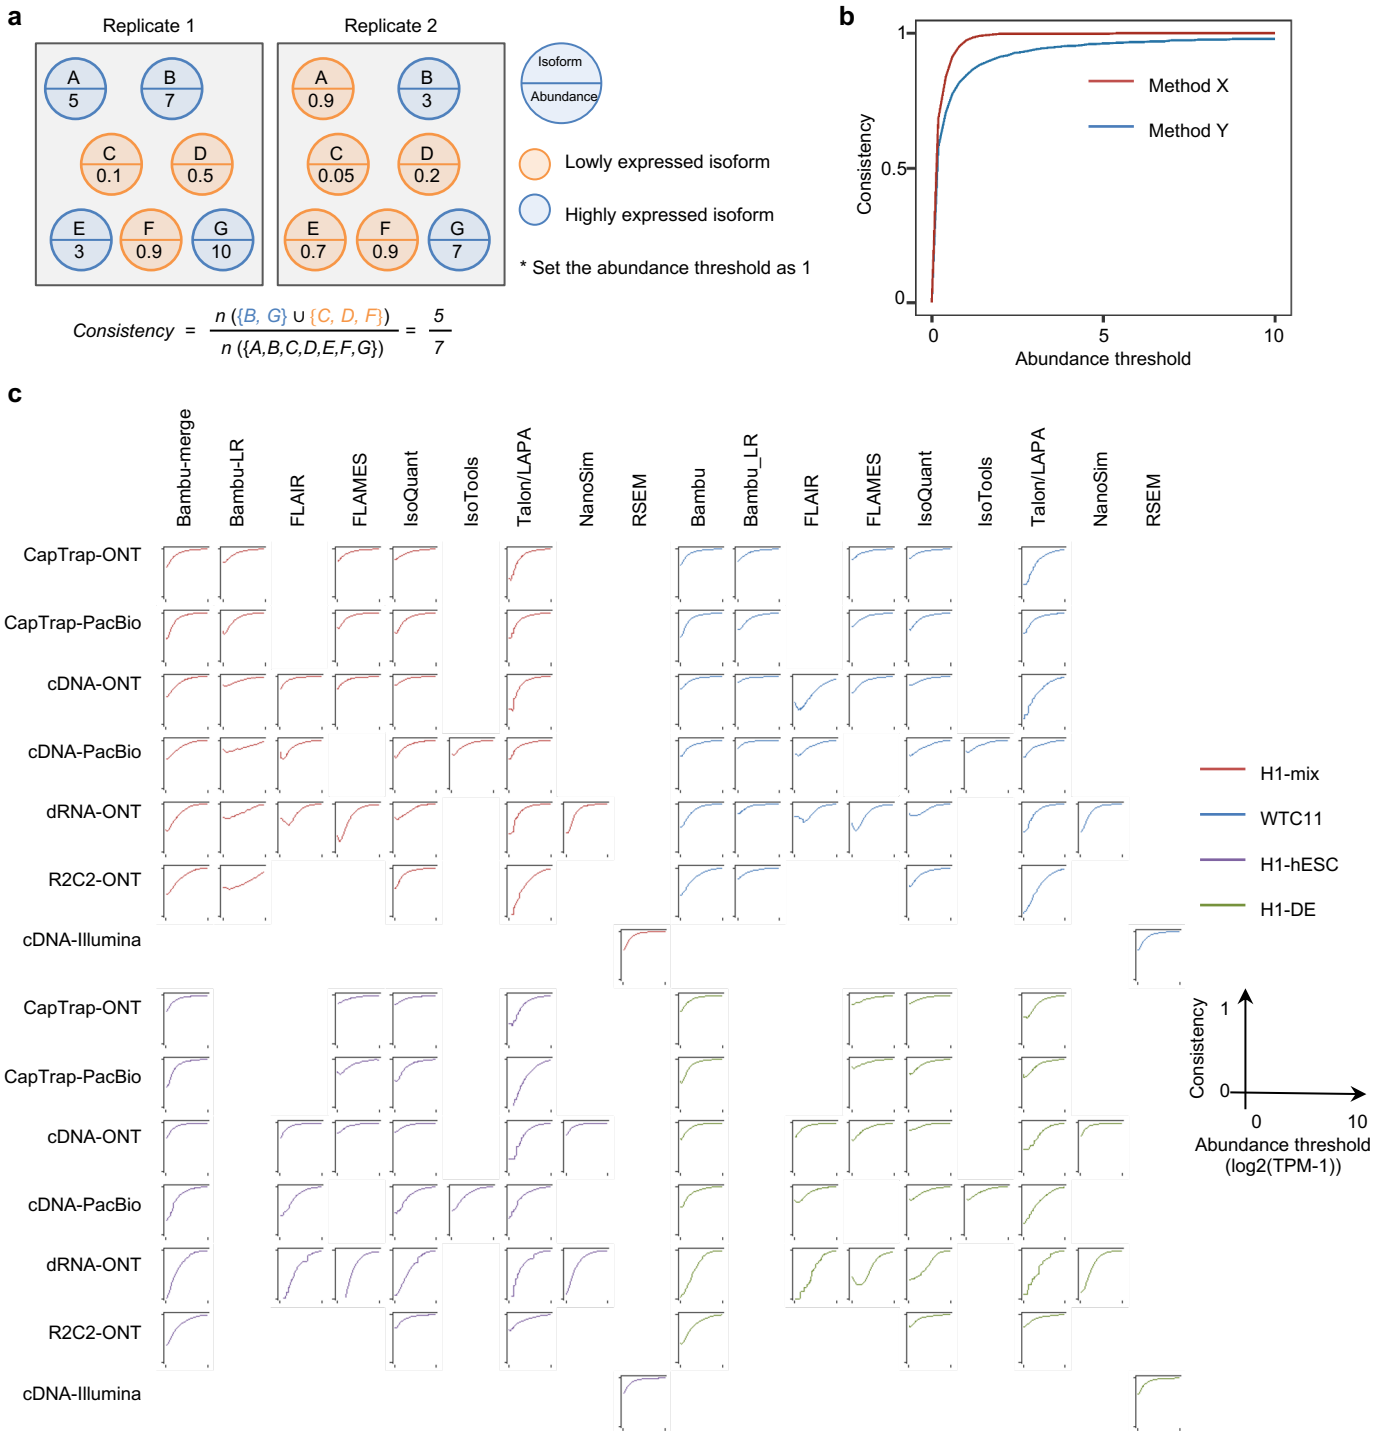 a
Replicate 1
Replicate 2
A
5
B
7
C
0.1
D
0.5
E
3
F
0.9
G
10
A
0.9
B
3
C
0.05
D
0.2
E
0.7
F
0.9
G
7
Isoform
Abundance
Lowly expressed isoform
Highly expressed isoform
* Set the abundance threshold as 1
Consistency = n ({B, G} ∪ {C, D, F}) / n ({A,B,C,D,E,F,G}) = 5 / 7
b
Consistency
1
0.5
0
0
5
10
Abundance threshold
Method X
Method Y
c
Bambu-merge
Bambu-LR
FLAIR
FLAMES
IsoQuant
IsoTools
Talon/LAPA
NanoSim
RSEM
Bambu
Bambu_LR
FLAIR
FLAMES
IsoQuant
IsoTools
Talon/LAPA
NanoSim
RSEM
CapTrap-ONT
CapTrap-PacBio
cDNA-ONT
cDNA-PacBio
dRNA-ONT
R2C2-ONT
cDNA-Illumina
CapTrap-ONT
CapTrap-PacBio
cDNA-ONT
cDNA-PacBio
dRNA-ONT
R2C2-ONT
cDNA-Illumina
H1-mix
WTC11
H1-hESC
H1-DE
Consistency
1
0
0
10
Abundance threshold
(log2(TPM-1))